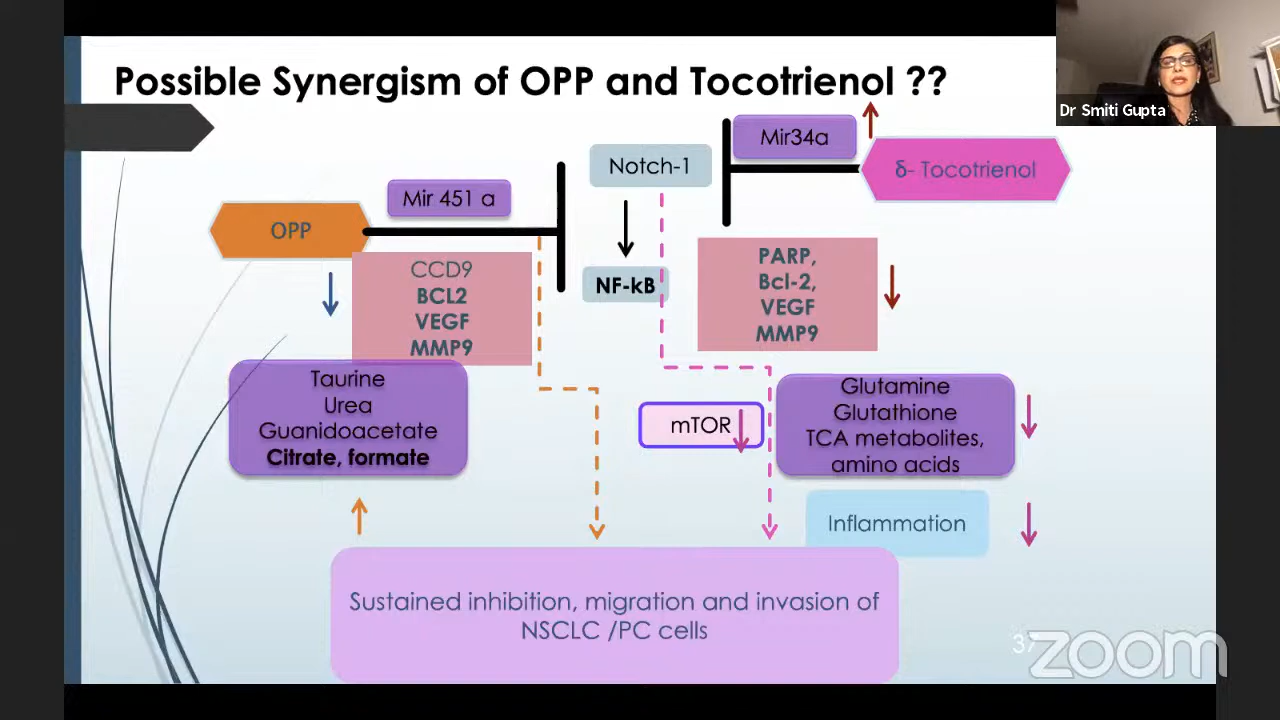 Possible Synergism of OPP and Tocotrienol ??
Dr Smiti Gupta
Mir34a
Notch-1
δ- Tocotrienol
Mir 451 a
OPP
CCD9
BCL2
VEGF
MMP9
NF-kB
PARP,
Bcl-2,
VEGF
MMP9
Taurine
Urea
Guanidoacetate
Citrate, formate
mTOR
Glutamine
Glutathione
TCA metabolites,
amino acids
Inflammation
Sustained inhibition, migration and invasion of
NSCLC /PC cells
37
zoom